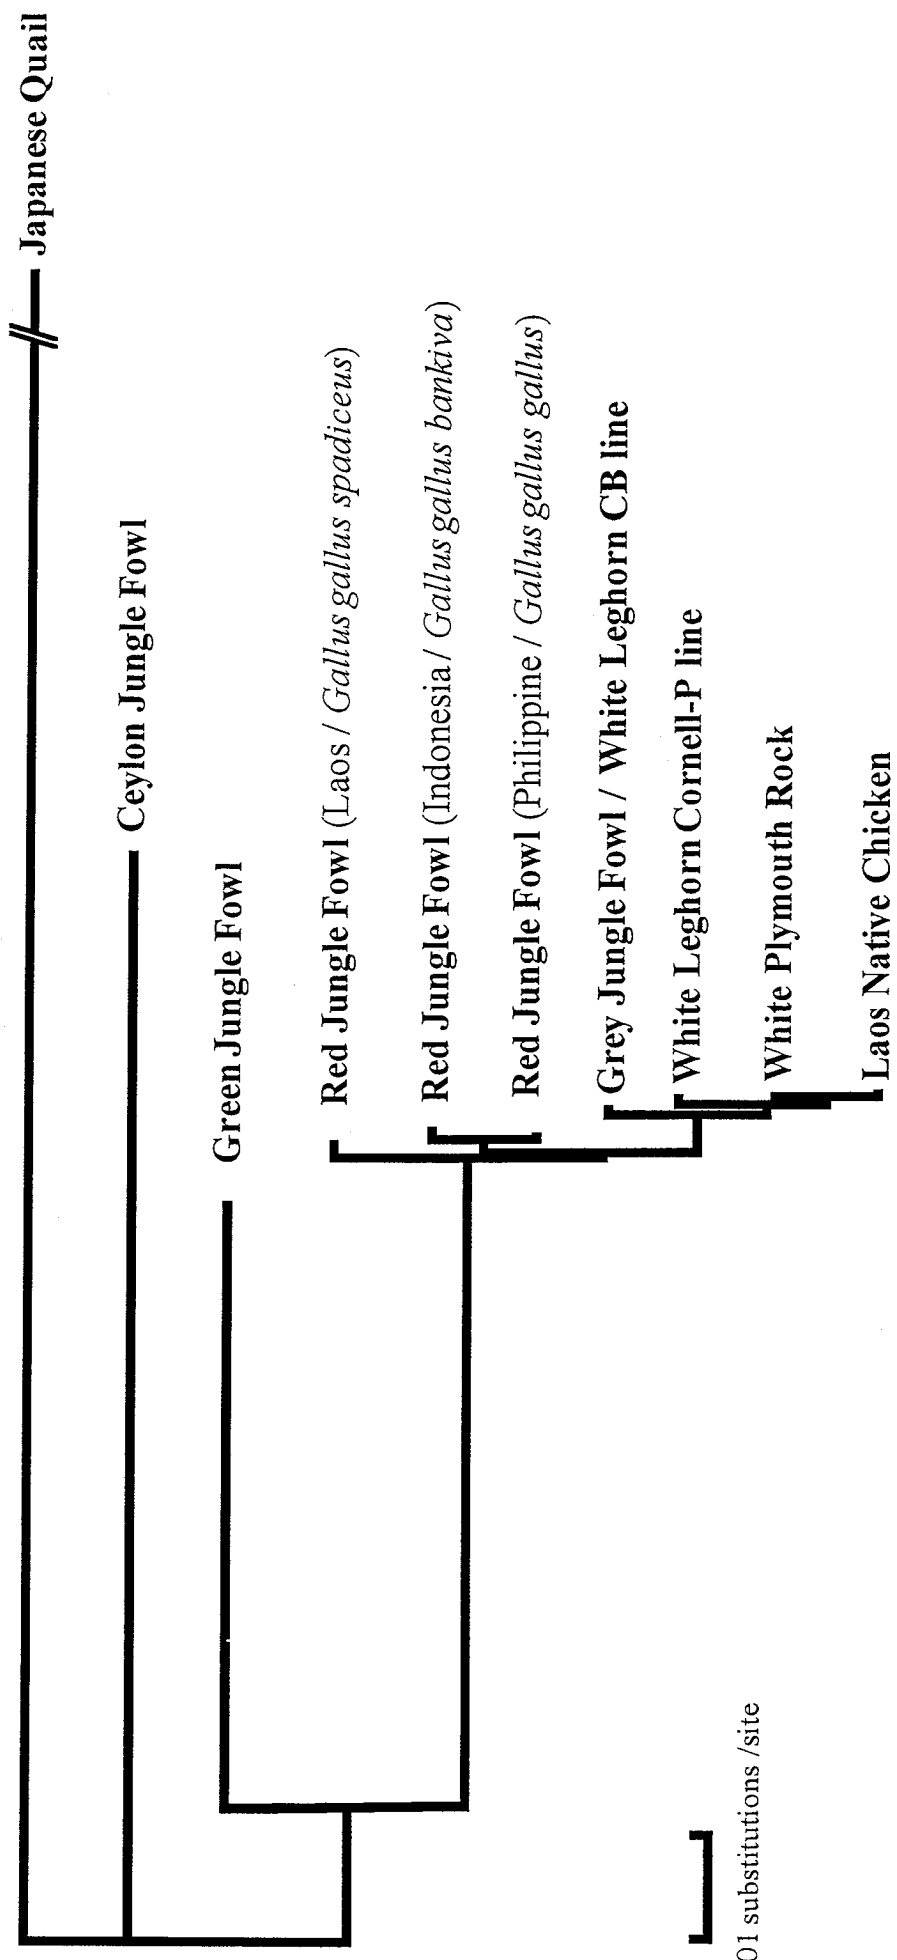 Japanese Quail
Ceylon Jungle Fowl
Green Jungle Fowl
Red Jungle Fowl (Laos / Gallus gallus spadiceus)
Red Jungle Fowl (Indonesia / Gallus gallus bankiva)
Red Jungle Fowl (Philippine / Gallus gallus gallus)
Grey Jungle Fowl / White Leghorn CB line
White Leghorn Cornell-P line
White Plymouth Rock
Laos Native Chicken
01 substitutions /site